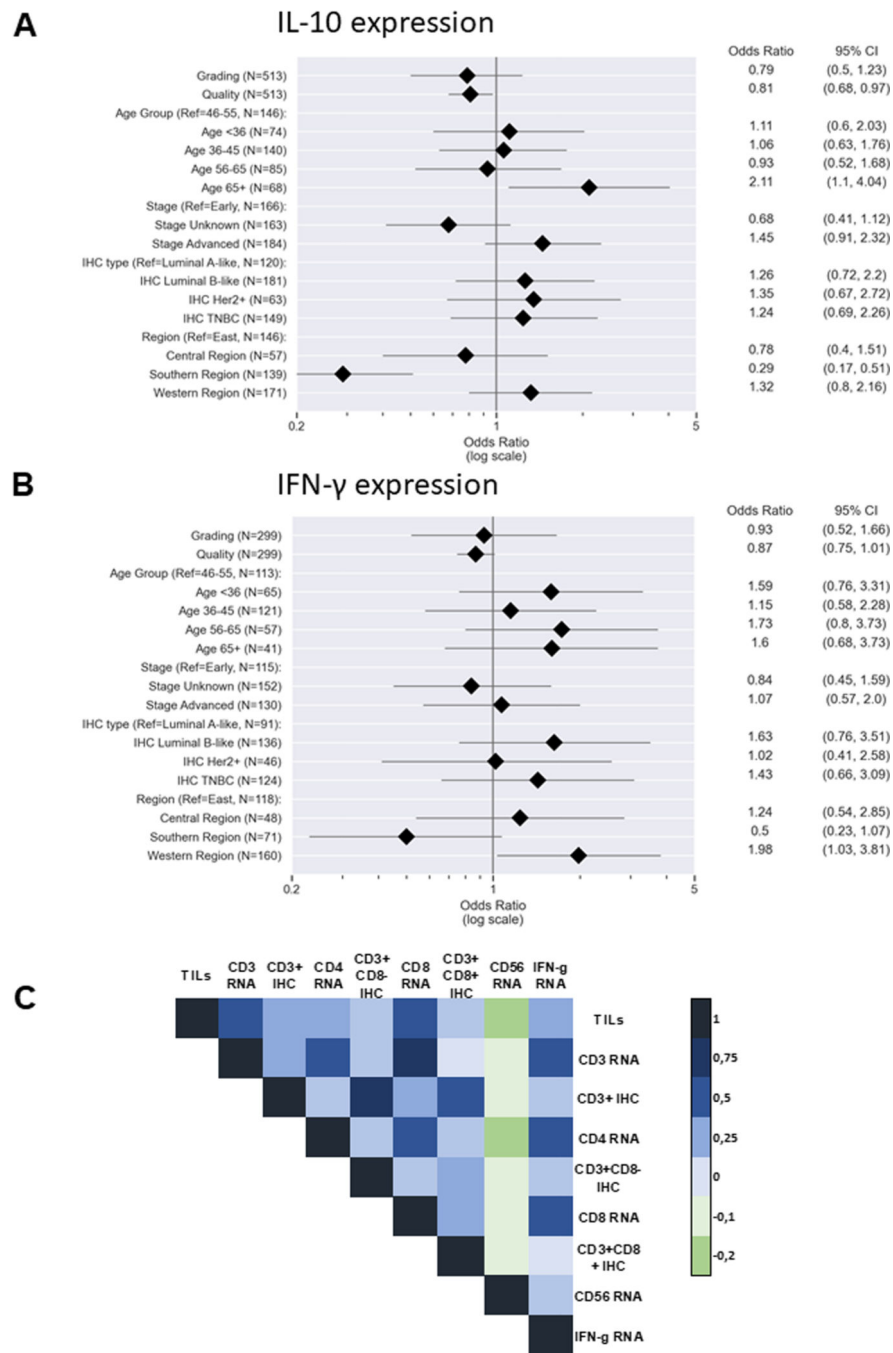 A
IL-10 expression
Odds Ratio 95% CI
Grading (N=513) 0.79 (0.5, 1.23)
Quality (N=513) 0.81 (0.68, 0.97)
Age Group (Ref=46-55, N=146):
Age <36 (N=74) 1.11 (0.6, 2.03)
Age 36-45 (N=140) 1.06 (0.63, 1.76)
Age 56-65 (N=85) 0.93 (0.52, 1.68)
Age 65+ (N=68) 2.11 (1.1, 4.04)
Stage (Ref=Early, N=166):
Stage Unknown (N=163) 0.68 (0.41, 1.12)
Stage Advanced (N=184) 1.45 (0.91, 2.32)
IHC type (Ref=Luminal A-like, N=120):
IHC Luminal B-like (N=181) 1.26 (0.72, 2.2)
IHC Her2+ (N=63) 1.35 (0.67, 2.72)
IHC TNBC (N=149) 1.24 (0.69, 2.26)
Region (Ref=East, N=146):
Central Region (N=57) 0.78 (0.4, 1.51)
Southern Region (N=139) 0.29 (0.17, 0.51)
Western Region (N=171) 1.32 (0.8, 2.16)
0.2 1 5
Odds Ratio
(log scale)
B
IFN-γ expression
Odds Ratio 95% CI
Grading (N=299) 0.93 (0.52, 1.66)
Quality (N=299) 0.87 (0.75, 1.01)
Age Group (Ref=46-55, N=113):
Age <36 (N=65) 1.59 (0.76, 3.31)
Age 36-45 (N=121) 1.15 (0.58, 2.28)
Age 56-65 (N=57) 1.73 (0.8, 3.73)
Age 65+ (N=41) 1.6 (0.68, 3.73)
Stage (Ref=Early, N=115):
Stage Unknown (N=152) 0.84 (0.45, 1.59)
Stage Advanced (N=130) 1.07 (0.57, 2.0)
IHC type (Ref=Luminal A-like, N=91):
IHC Luminal B-like (N=136) 1.63 (0.76, 3.51)
IHC Her2+ (N=46) 1.02 (0.41, 2.58)
IHC TNBC (N=124) 1.43 (0.66, 3.09)
Region (Ref=East, N=118):
Central Region (N=48) 1.24 (0.54, 2.85)
Southern Region (N=71) 0.5 (0.23, 1.07)
Western Region (N=160) 1.98 (1.03, 3.81)
0.2 1 5
Odds Ratio
(log scale)
C
TILs
CD3
RNA
CD3+
IHC
CD4
RNA
CD3+
CD8-
IHC
CD8
RNA
CD3+
CD8+
IHC
CD56
RNA
IFN-g
RNA
TILs
CD3 RNA
CD3+ IHC
CD4 RNA
CD3+CD8-
IHC
CD8 RNA
CD3+CD8
+ IHC
CD56 RNA
IFN-g RNA
1
0,75
0,5
0,25
0
-0,1
-0,2